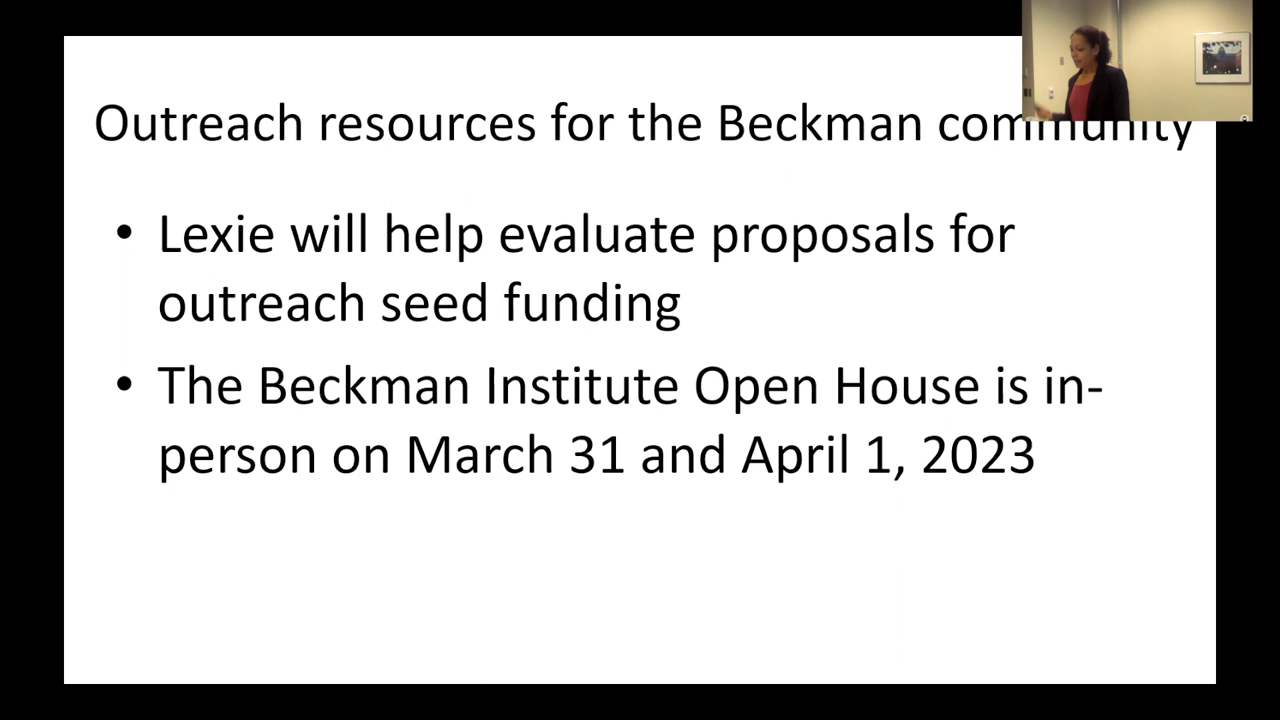 Outreach resources for the Beckman community
• Lexie will help evaluate proposals for
outreach seed funding
• The Beckman Institute Open House is in-
person on March 31 and April 1, 2023